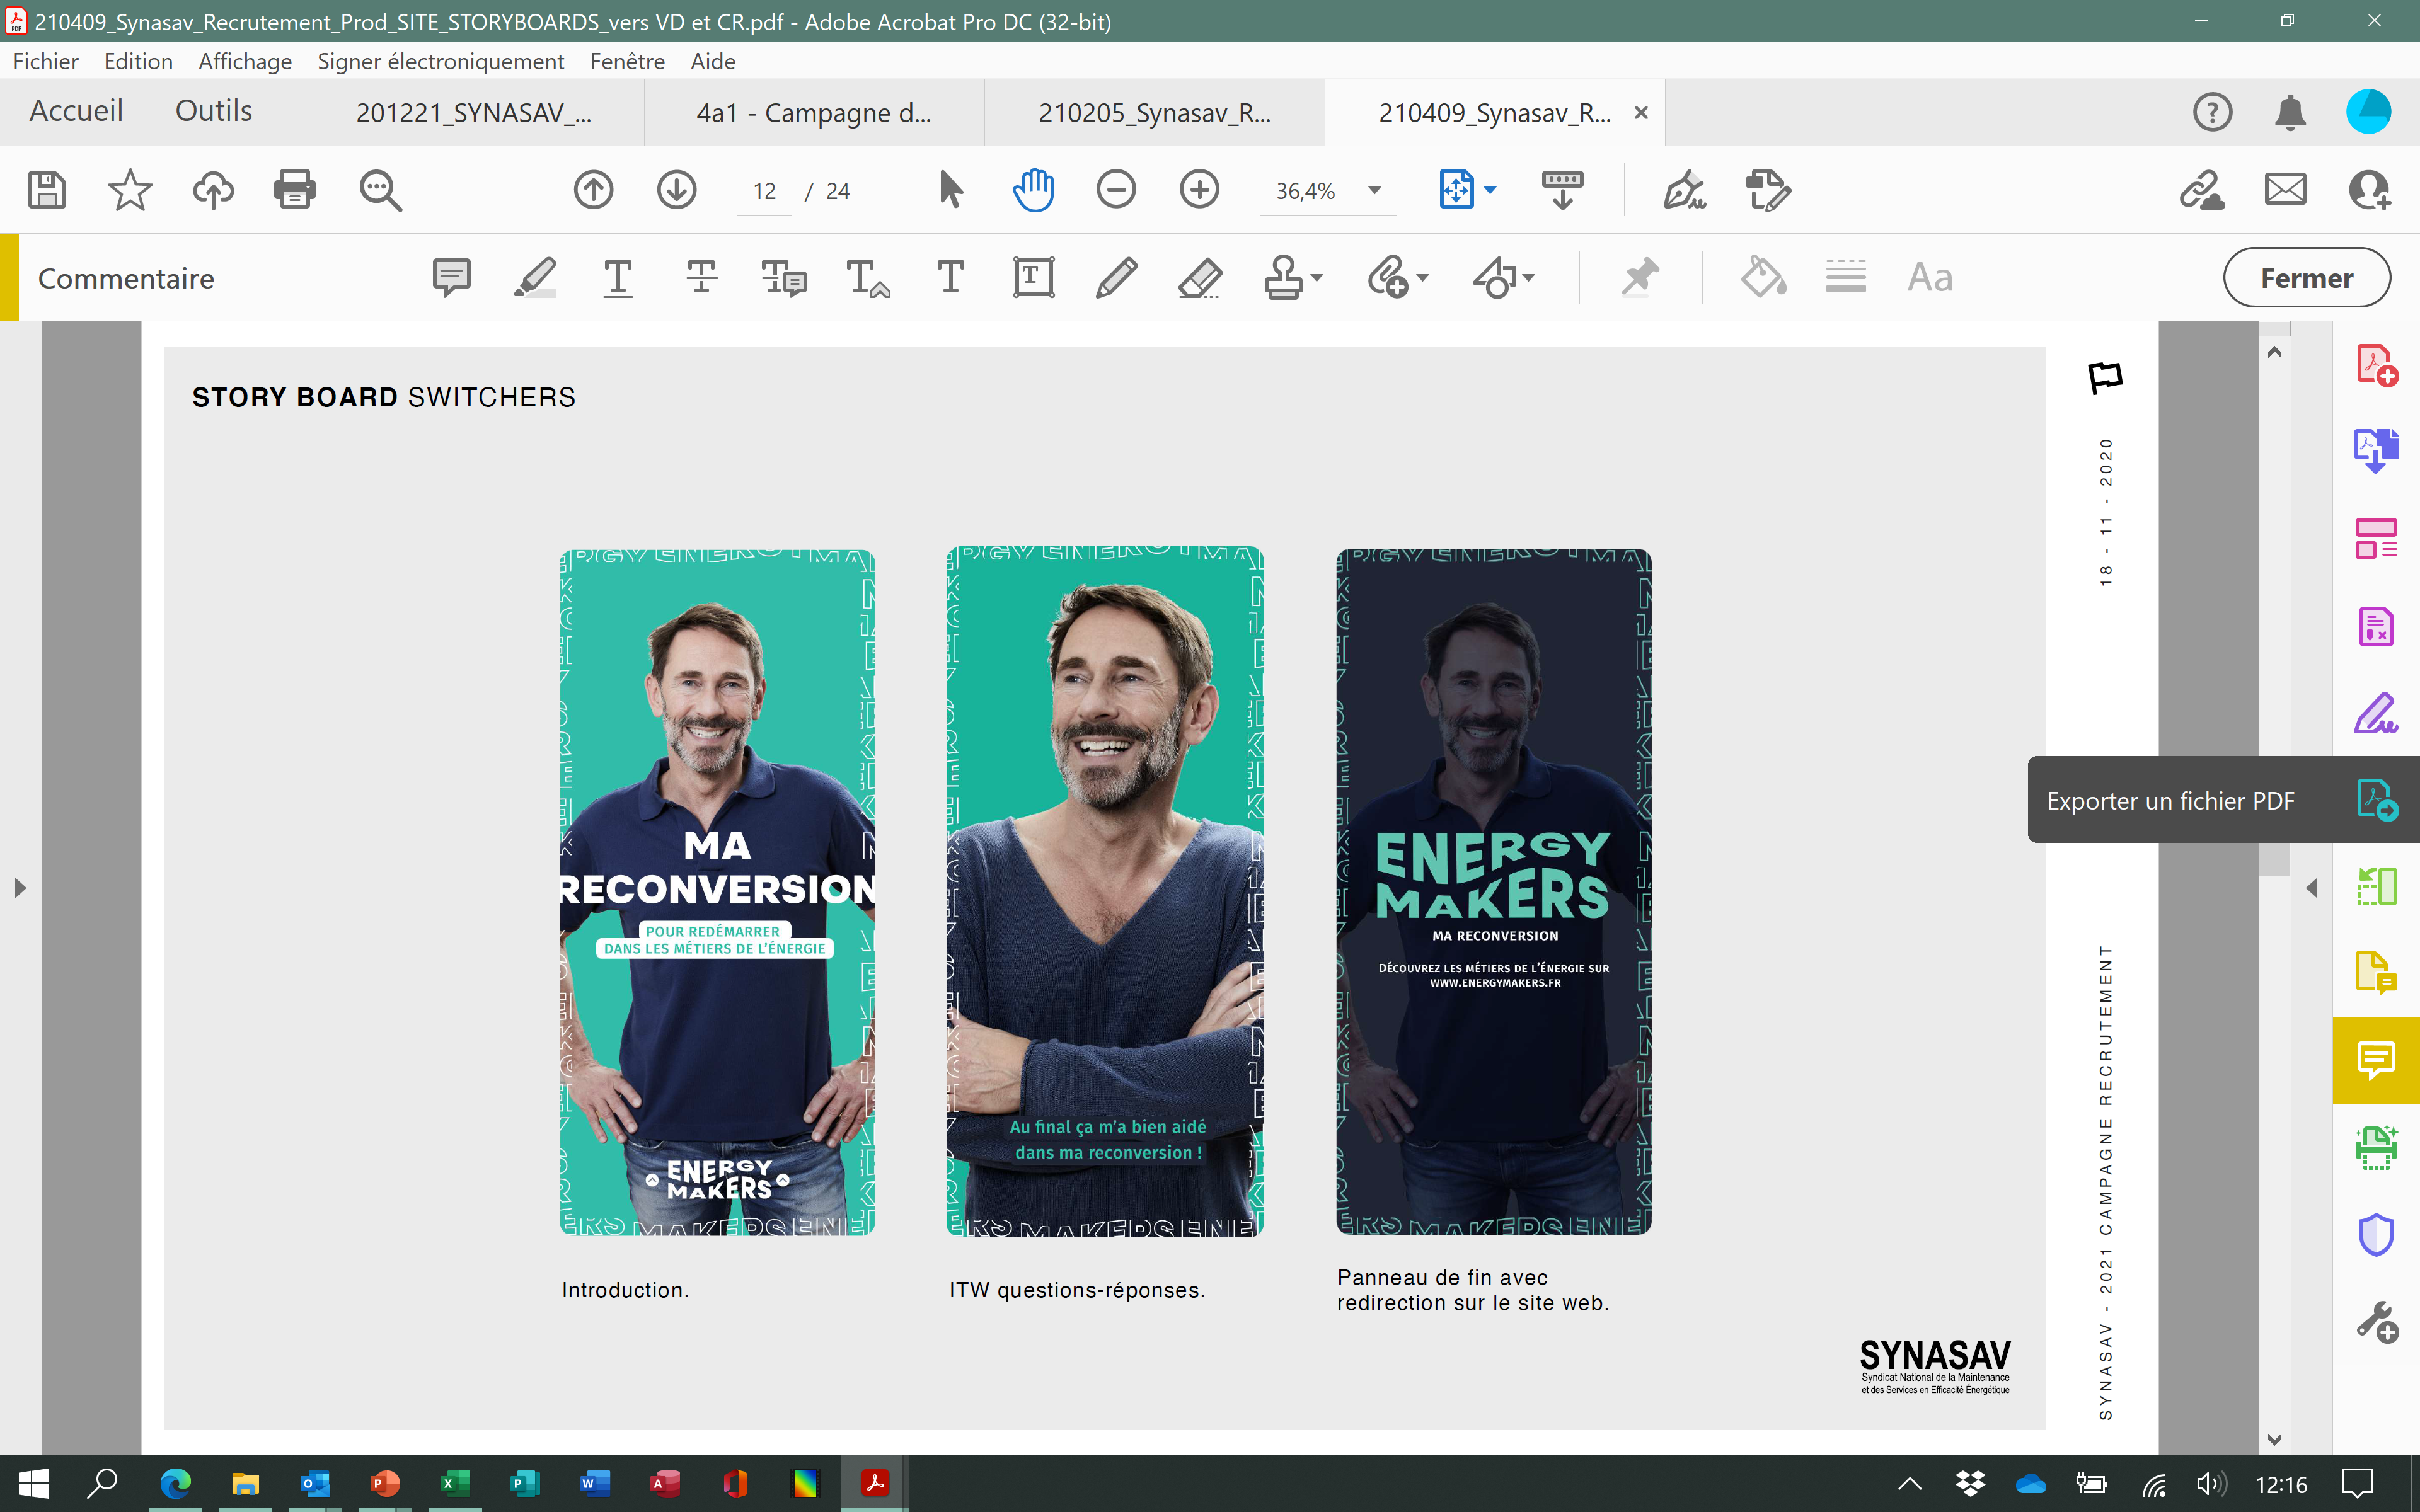 210409_Synasav_Recrutement_Prod_SITE_STORYBOARDS_vers VD et CR.pdf - Adobe Acrobat Pro DC (32-bit)
Fichier Edition Affichage Signer électroniquement Fenêtre Aide
Accueil Outils 201221_SYNASAV_... 4a1 - Campagne d... 210205_Synasav_R... 210409_Synasav_R...
12 / 24 36,4%
Commentaire Aa Fermer
STORY BOARD SWITCHERS
18 - 11 - 2020
SYNASAV - 2021 CAMPAGNE RECRUTEMENT
MA
RECONVERSION
POUR REDÉMARRER
DANS LES MÉTIERS DE L'ÉNERGIE
ENERGY
MAKERS
Introduction.
Au final ça m'a bien aidé
dans ma reconversion !
ITW questions-réponses.
ENERGY
MAKERS
MA RECONVERSION
DÉCOUVREZ LES MÉTIERS DE L'ÉNERGIE SUR
WWW.ENERGYMAKERS.FR
Panneau de fin avec
redirection sur le site web.
Exporter un fichier PDF
SYNASAV
Syndicat National de la Maintenance
et des Services en Efficacité Énergétique
12:16